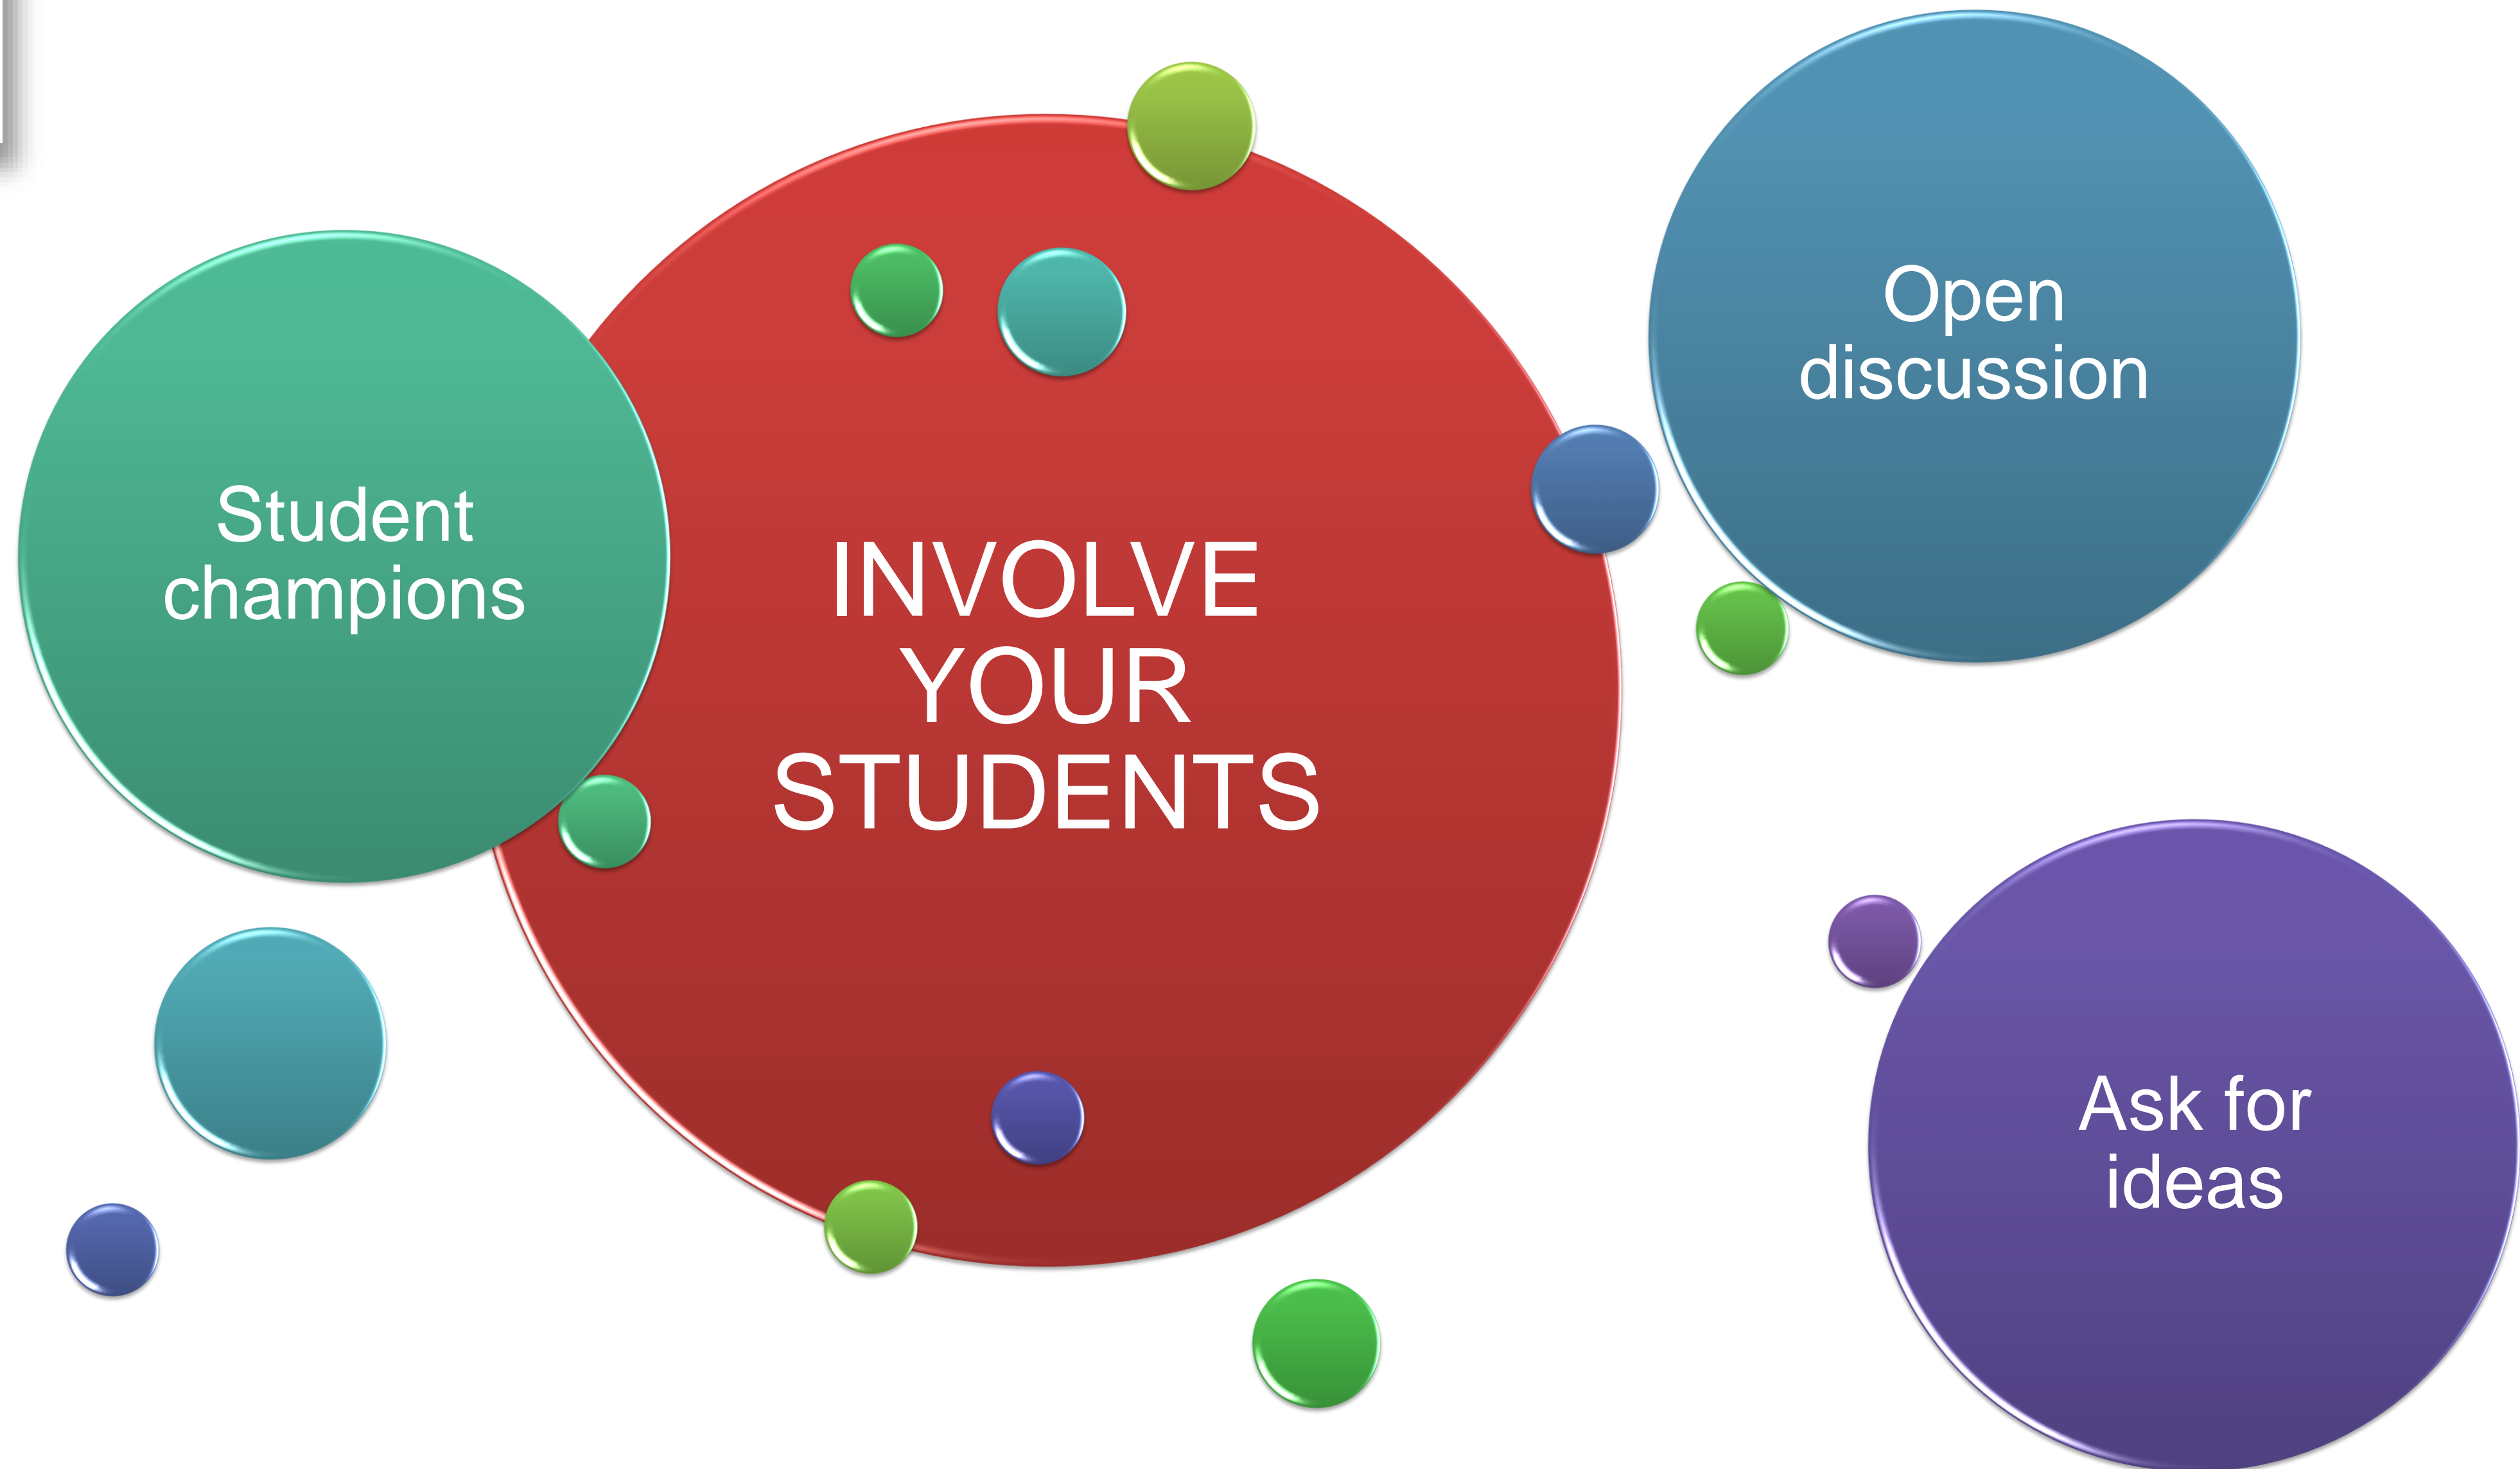 Student
champions
INVOLVE
YOUR
STUDENTS
Open
discussion
Ask for
ideas